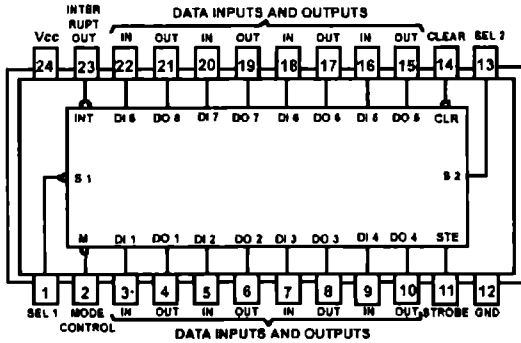 DATA INPUTS AND OUTPUTS
INTER
RUPT
Vcc OUT IN OUT IN OUT IN OUT IN OUT CLEAR SEL 2
24 23 22 21 20 19 18 17 16 15 14 13
INT DI 8 DO 8 DI 7 DO 7 DI 6 DO 6 DI 5 DO 5 CLR
S 1 S 2
M DI 1 DO 1 DI 2 DO 2 DI 3 DO 3 DI 4 DO 4 STE
1 2 3 4 5 6 7 8 9 10 11 12
SEL 1 MODE IN OUT IN OUT IN OUT IN OUT STROBE GND
CONTROL
DATA INPUTS AND OUTPUTS